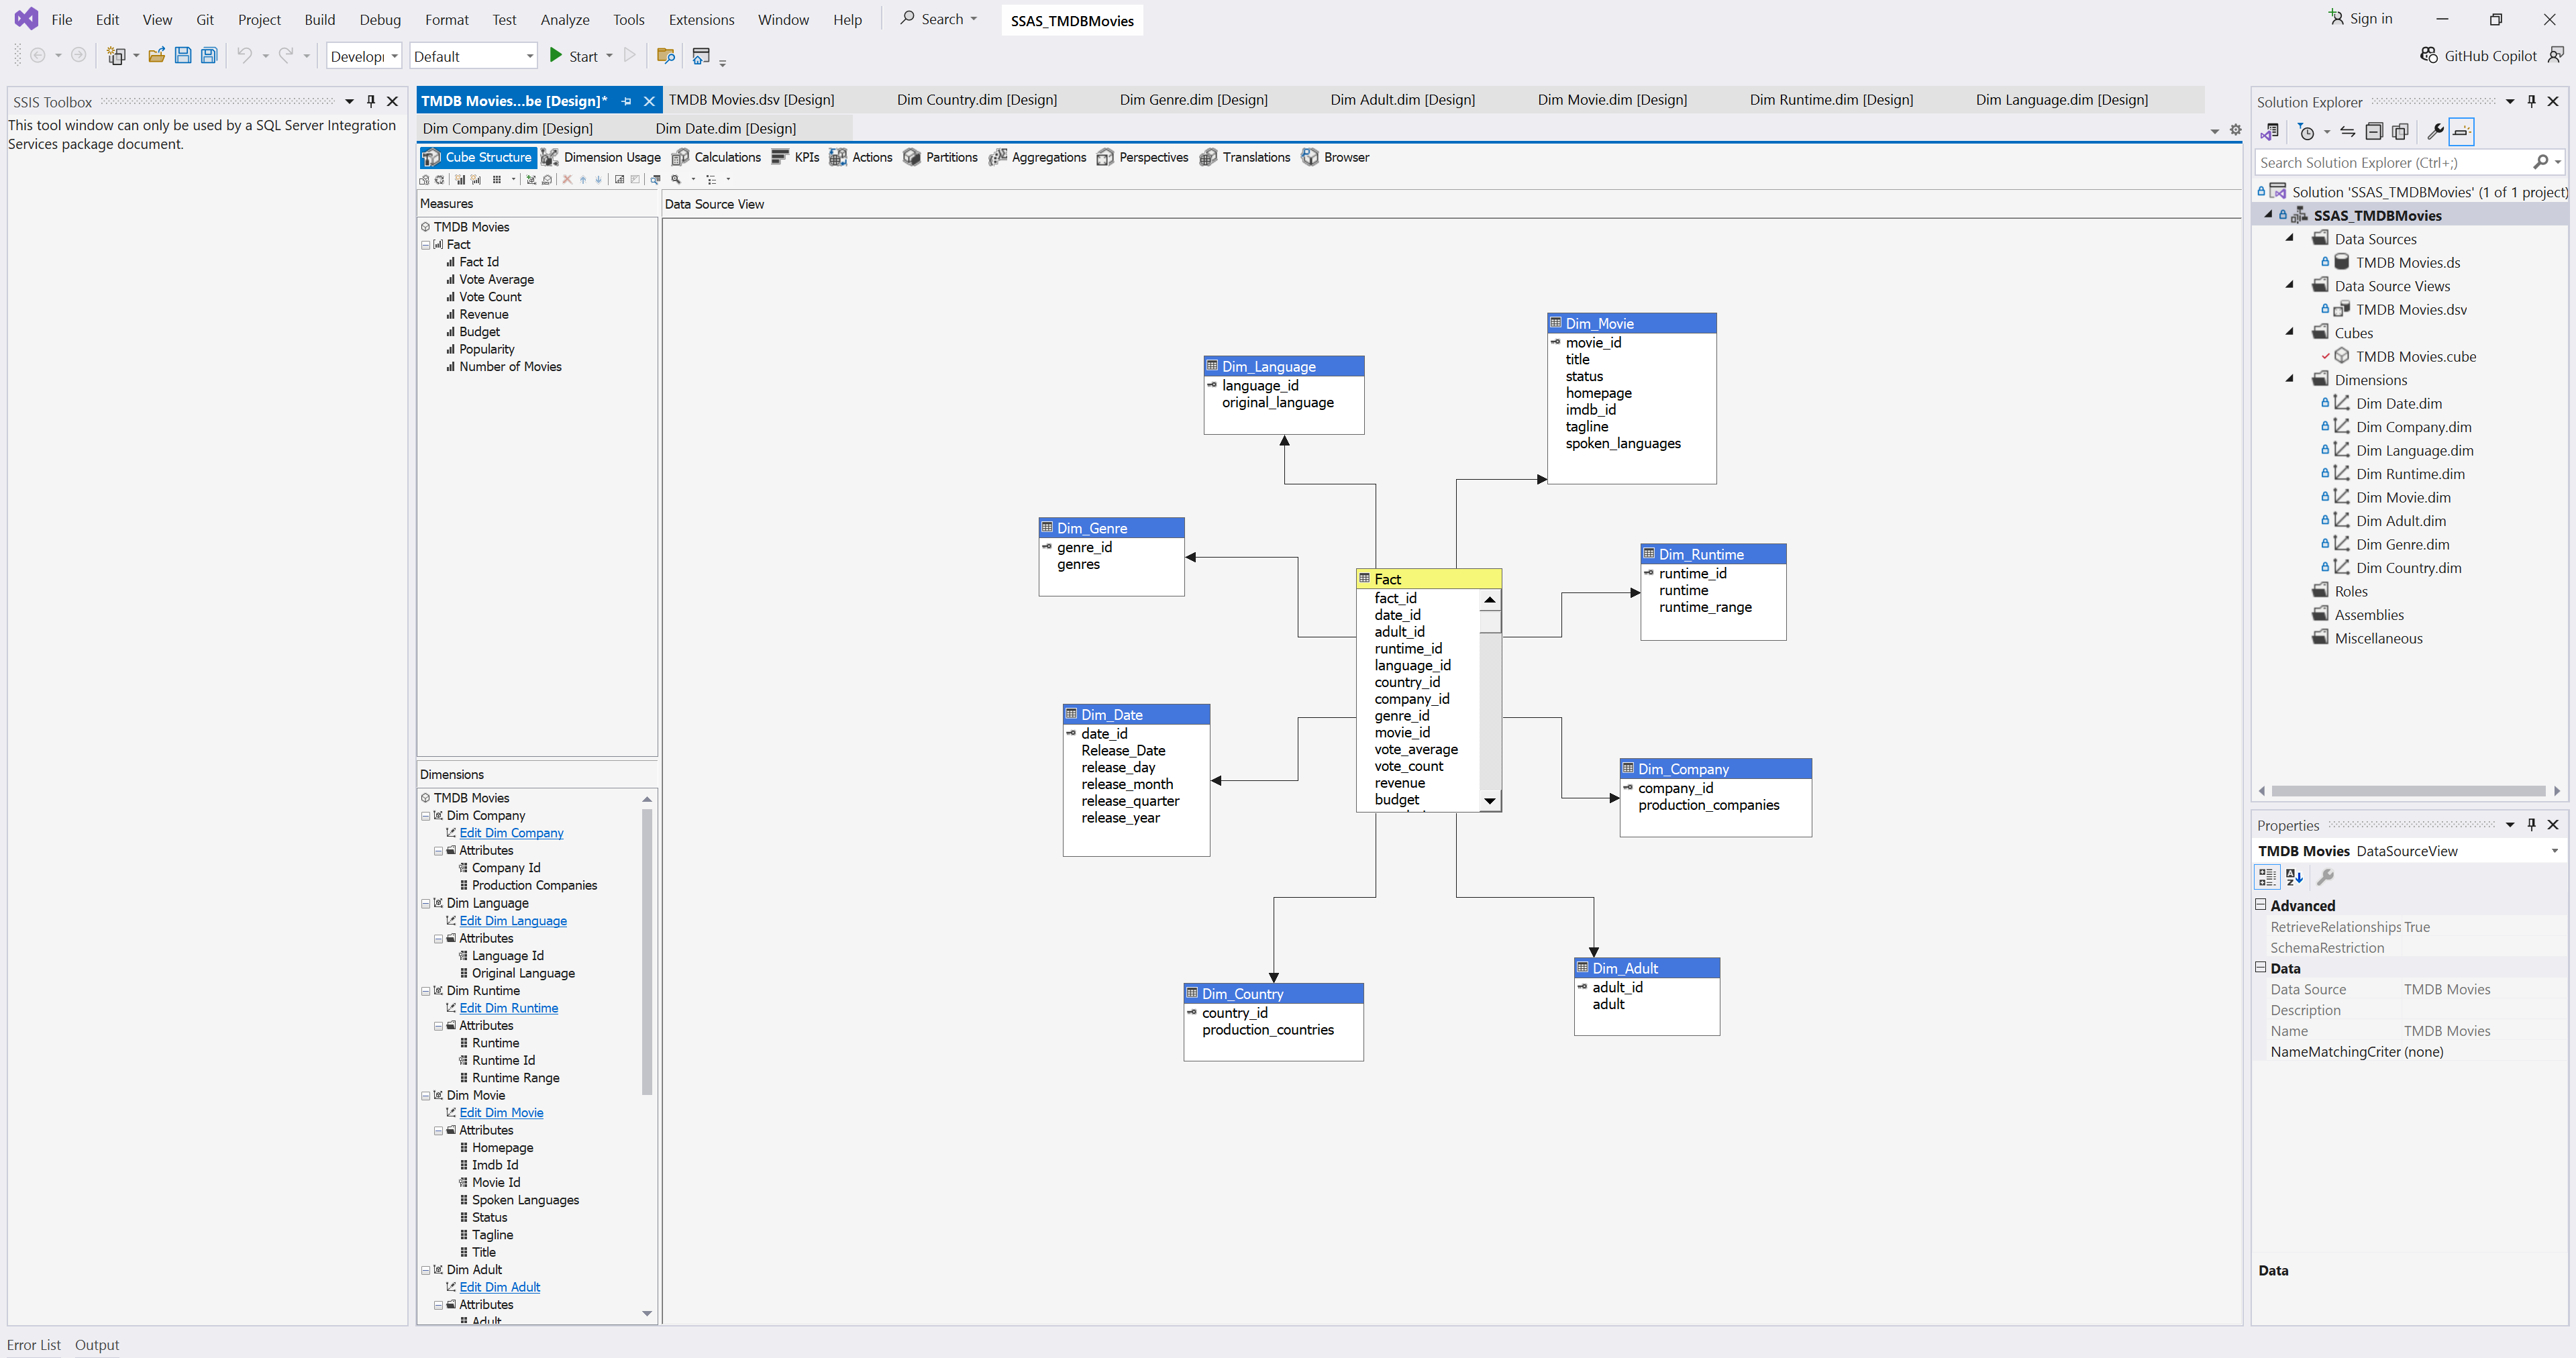 File Edit View Git Project Build Debug Format Test Analyze Tools Extensions Window Help Search SSAS_TMDBMovies Sign in
Develop Default Start GitHub Copilot
SSIS Toolbox
This tool window can only be used by a SQL Server Integration
Services package document.
TMDB Movies...be [Design]* TMDB Movies.dsv [Design] Dim Country.dim [Design] Dim Genre.dim [Design] Dim Adult.dim [Design] Dim Movie.dim [Design] Dim Runtime.dim [Design] Dim Language.dim [Design]
Dim Company.dim [Design] Dim Date.dim [Design]
Cube Structure Dimension Usage Calculations KPIs Actions Partitions Aggregations Perspectives Translations Browser
Measures
TMDB Movies
Fact
Fact Id
Vote Average
Vote Count
Revenue
Budget
Popularity
Number of Movies
Dimensions
TMDB Movies
Dim Company
Edit Dim Company
Attributes
Company Id
Production Companies
Dim Language
Edit Dim Language
Attributes
Language Id
Original Language
Dim Runtime
Edit Dim Runtime
Attributes
Runtime
Runtime Id
Runtime Range
Dim Movie
Edit Dim Movie
Attributes
Homepage
Imdb Id
Movie Id
Spoken Languages
Status
Tagline
Title
Dim Adult
Edit Dim Adult
Attributes
Adult
Data Source View
Dim_Movie
movie_id
title
status
homepage
imdb_id
tagline
spoken_languages
Dim_Language
language_id
original_language
Dim_Genre
genre_id
genres
Dim_Runtime
runtime_id
runtime
runtime_range
Fact
fact_id
date_id
adult_id
runtime_id
language_id
country_id
company_id
genre_id
movie_id
vote_average
vote_count
revenue
budget
Dim_Date
date_id
Release_Date
release_day
release_month
release_quarter
release_year
Dim_Company
company_id
production_companies
Dim_Country
country_id
production_countries
Dim_Adult
adult_id
adult
Solution Explorer
Search Solution Explorer (Ctrl+;)
Solution 'SSAS_TMDBMovies' (1 of 1 project)
SSAS_TMDBMovies
Data Sources
TMDB Movies.ds
Data Source Views
TMDB Movies.dsv
Cubes
TMDB Movies.cube
Dimensions
Dim Date.dim
Dim Company.dim
Dim Language.dim
Dim Runtime.dim
Dim Movie.dim
Dim Adult.dim
Dim Genre.dim
Dim Country.dim
Roles
Assemblies
Miscellaneous
Properties
TMDB Movies DataSourceView
Advanced
RetrieveRelationships True
SchemaRestriction
Data
Data Source TMDB Movies
Description
Name TMDB Movies
NameMatchingCriter (none)
Data
Error List Output